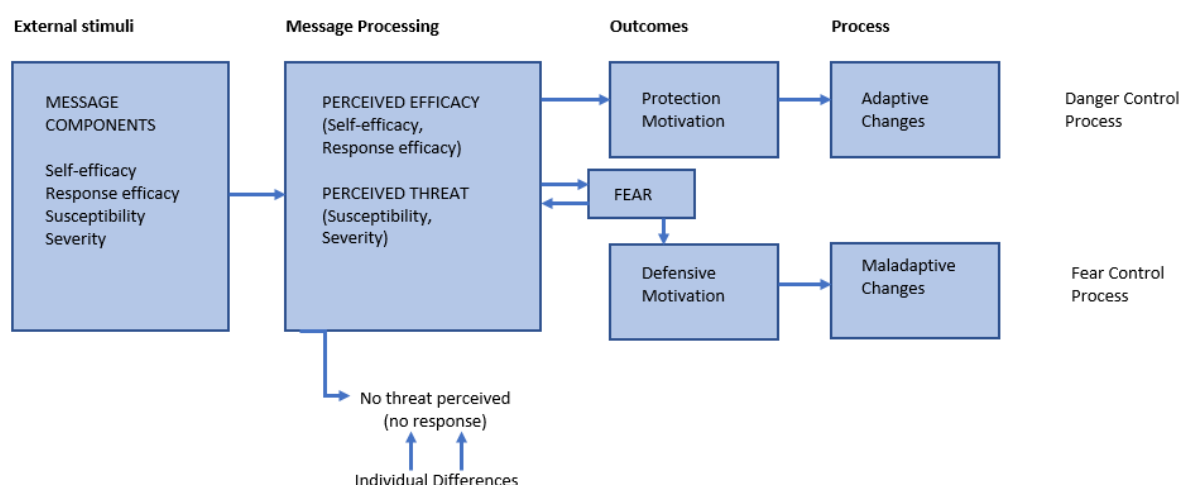 External stimuli
Message Processing
Outcomes
Process
MESSAGE
COMPONENTS
Self-efficacy
Response efficacy
Susceptibility
Severity
PERCEIVED EFFICACY
(Self-efficacy,
Response efficacy)
PERCEIVED THREAT
(Susceptibility,
Severity)
Protection
Motivation
Adaptive
Changes
Danger Control
Process
FEAR
Defensive
Motivation
Maladaptive
Changes
Fear Control
Process
No threat perceived
(no response)
Individual Differences